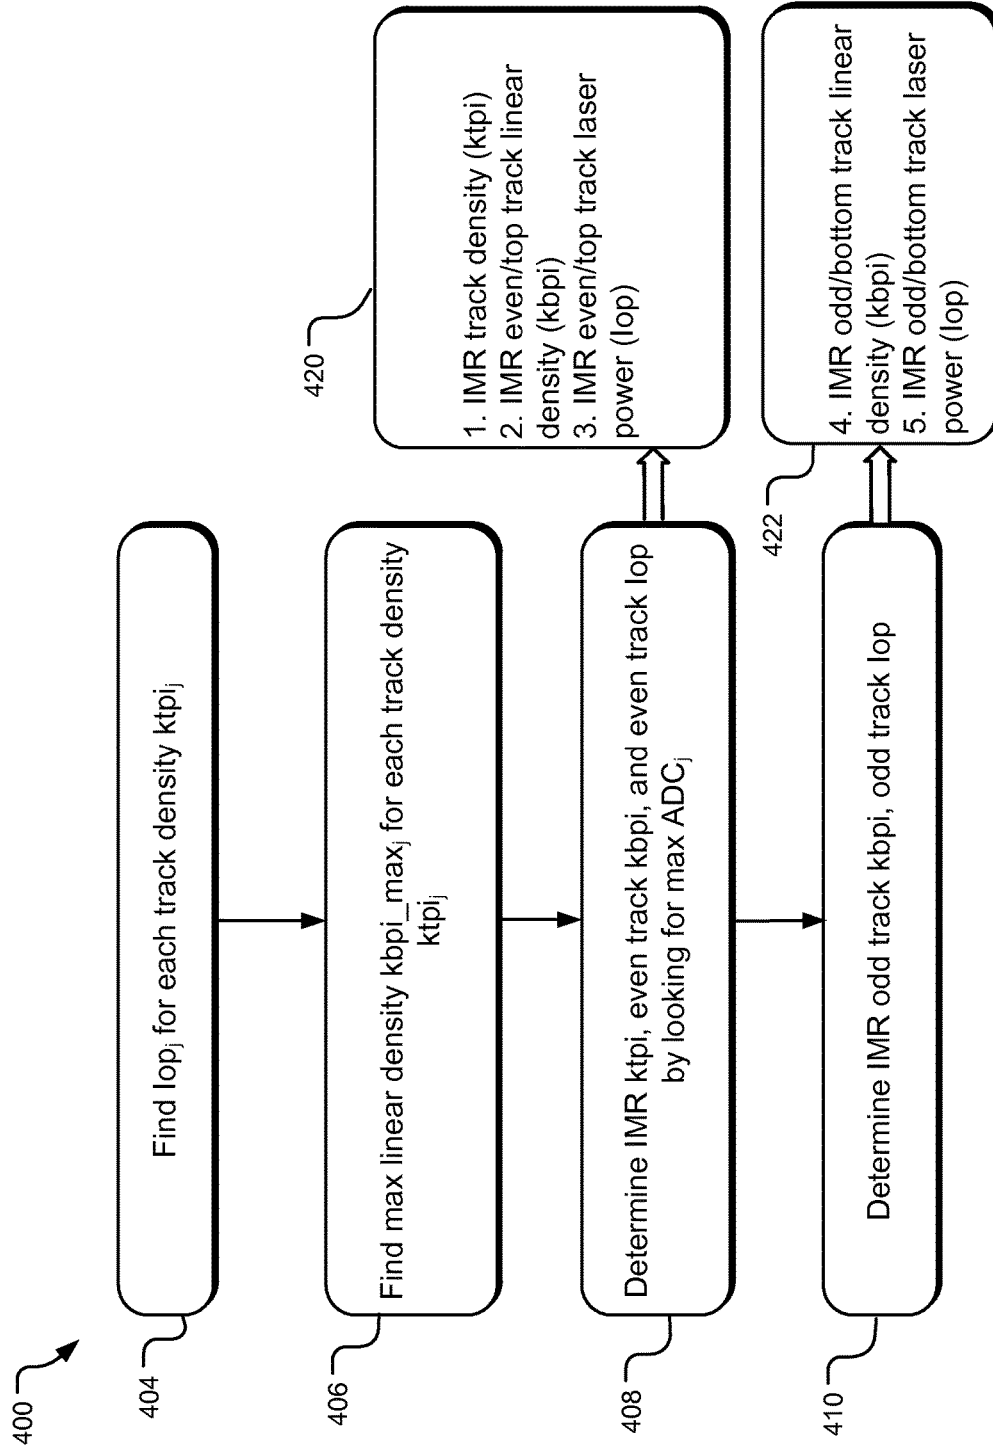 400
404
Find Iop_j for each track density ktpi_j
406
Find max linear density kbpi_max_j for each track density
ktpi_j
408
Determine IMR ktpi, even track kbpi, and even track Iop
by looking for max ADC_j
420
1. IMR track density (ktpi)
2. IMR even/top track linear
density (kbpi)
3. IMR even/top track laser
power (Iop)
410
Determine IMR odd track kbpi, odd track Iop
422
4. IMR odd/bottom track linear
density (kbpi)
5. IMR odd/bottom track laser
power (Iop)